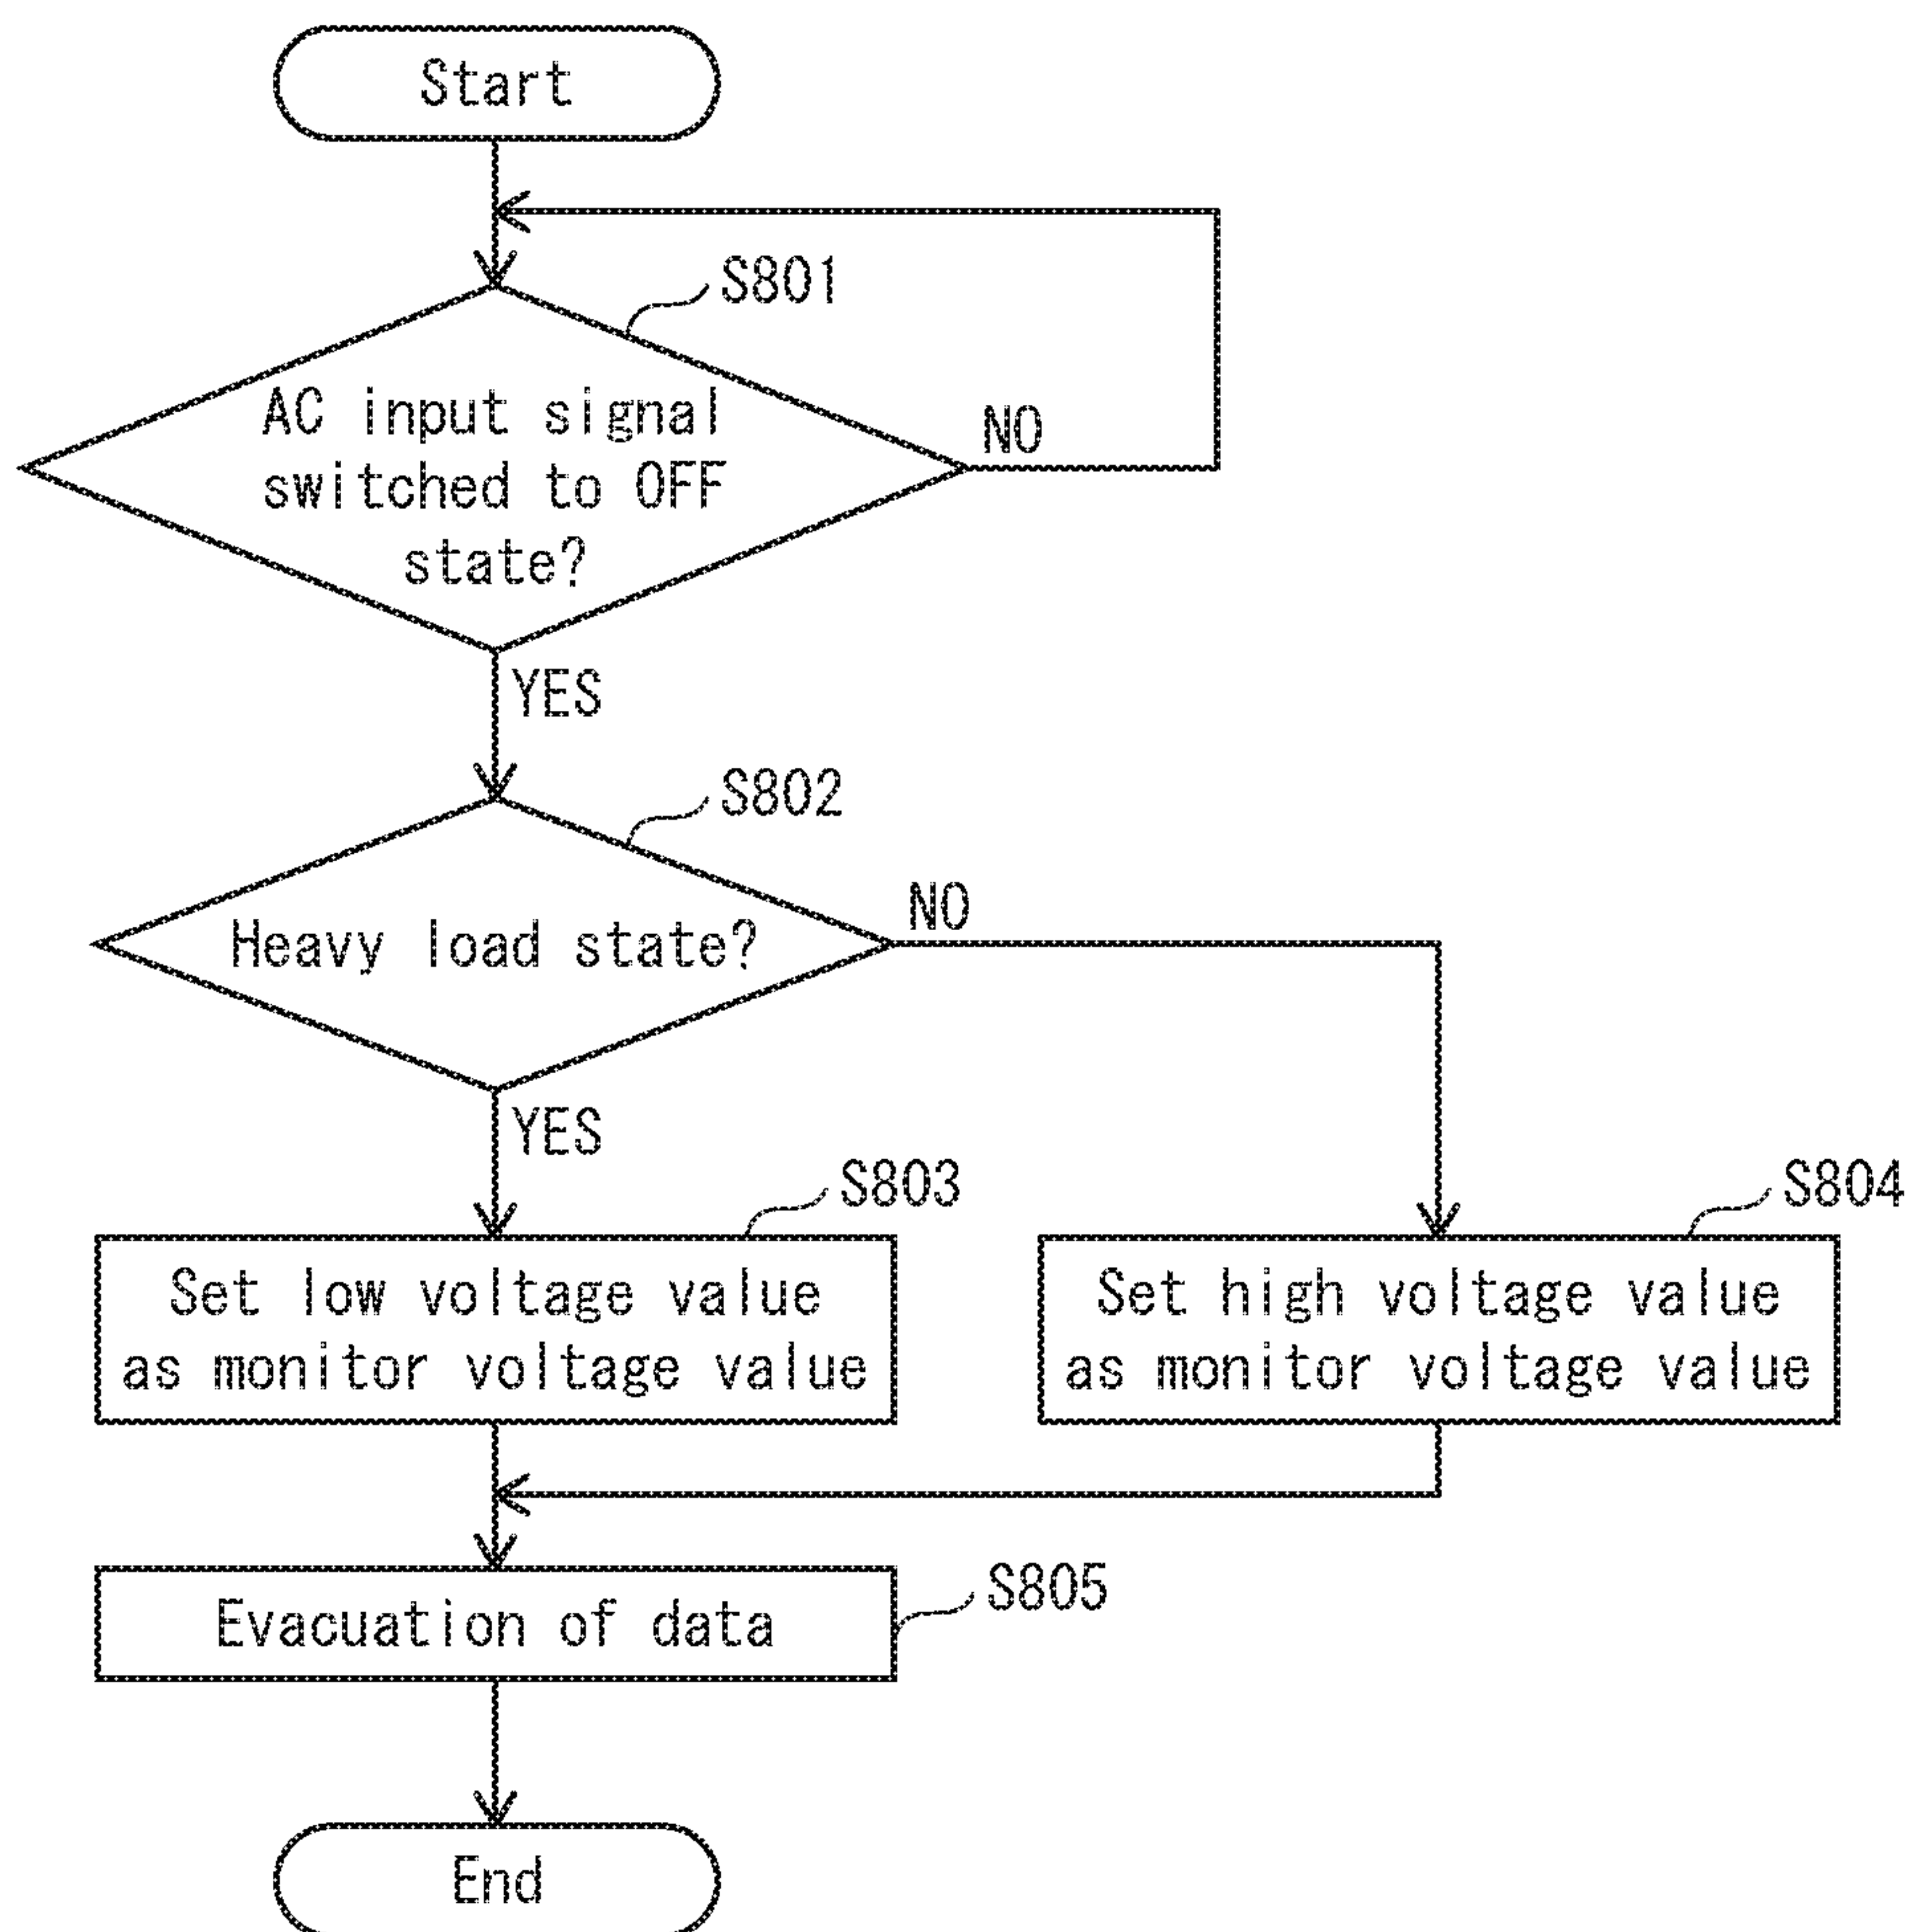 Start
S801
AC input signal
switched to OFF
state?
NO
YES
S802
Heavy load state?
NO
YES
S803
S804
Set low voltage value
as monitor voltage value
Set high voltage value
as monitor voltage value
Evacuation of data
S805
End